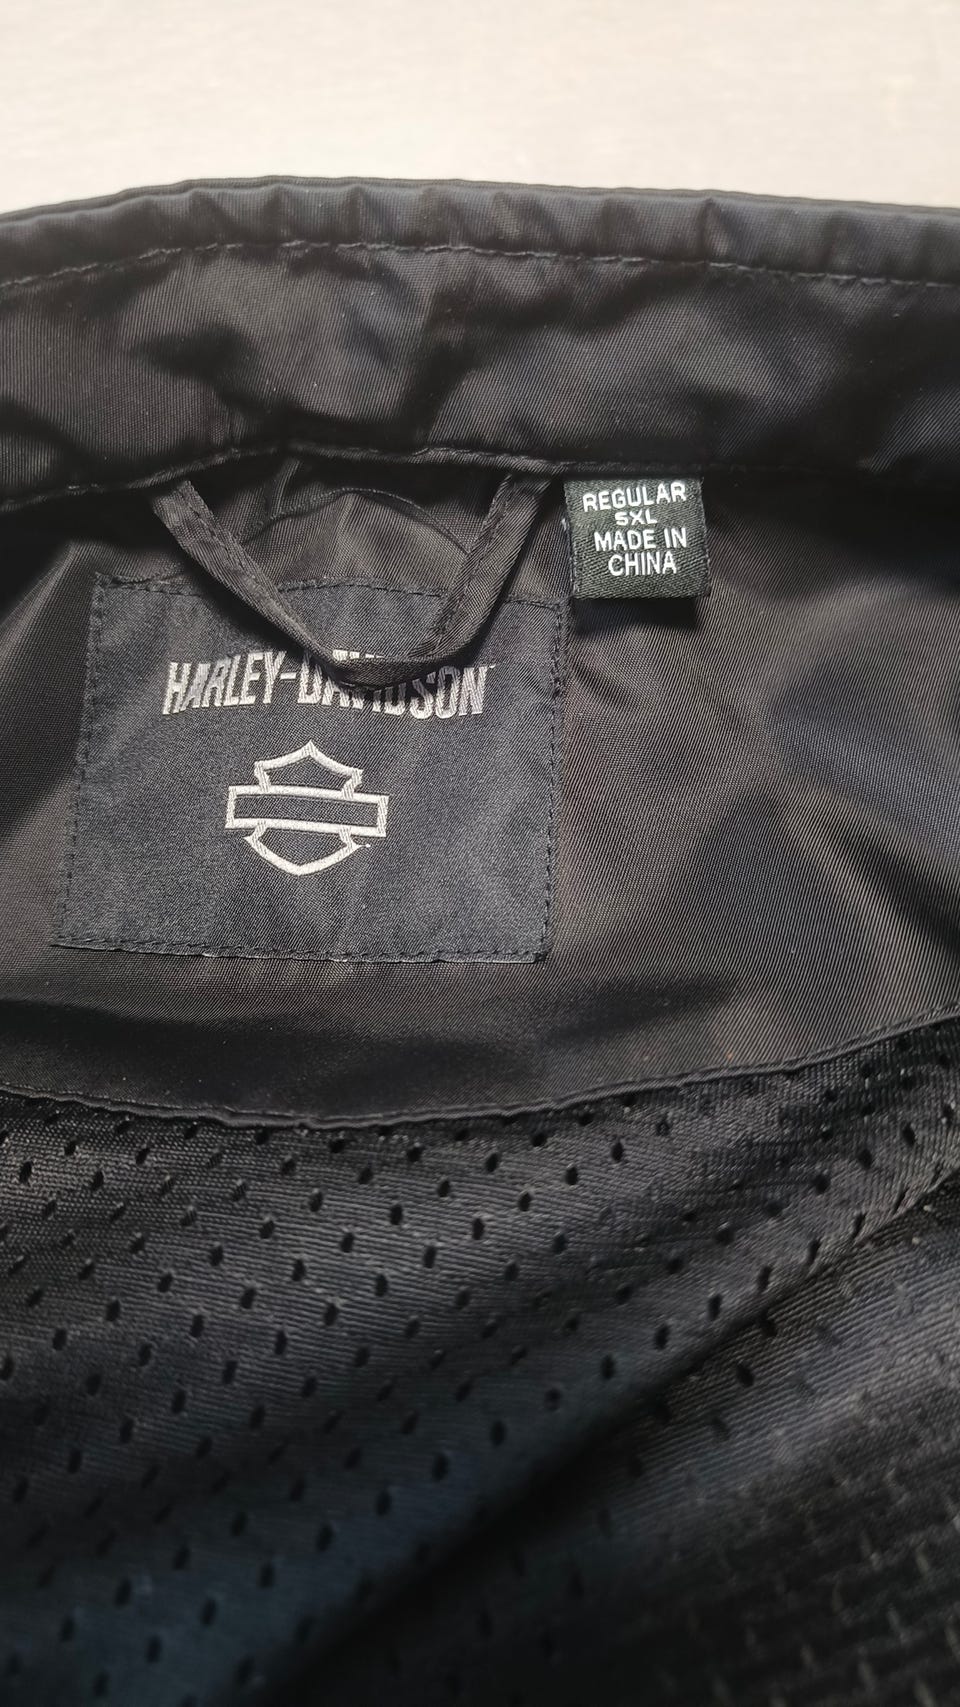 REGULAR
5XL
MADE IN
CHINA
HARLEY-DAVIDSON